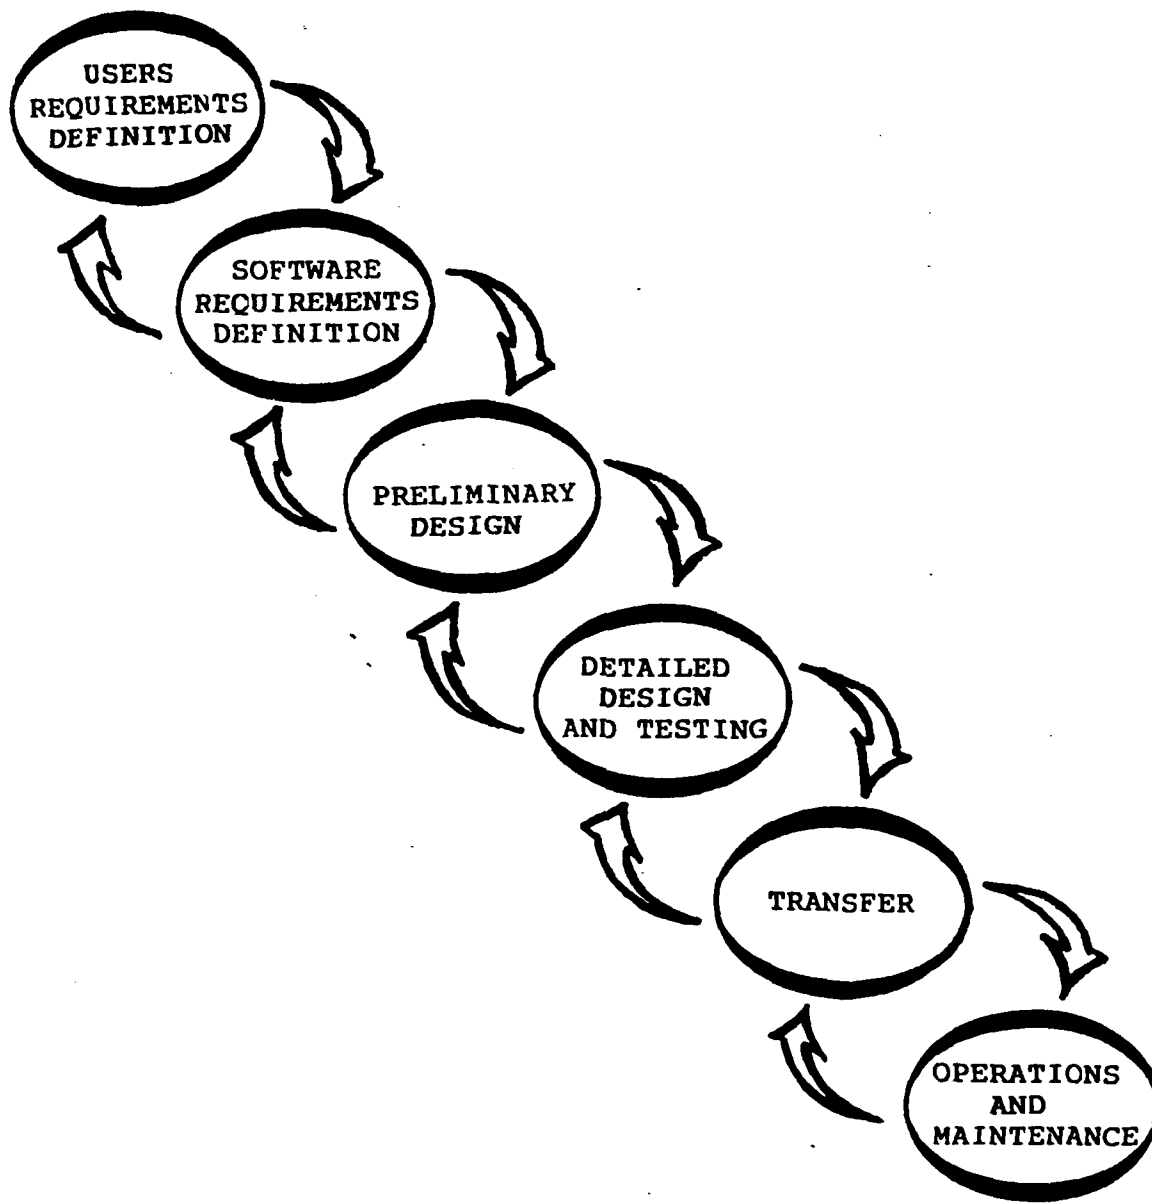 USERS
REQUIREMENTS
DEFINITION
SOFTWARE
REQUIREMENTS
DEFINITION
PRELIMINARY
DESIGN
DETAILED
DESIGN
AND TESTING
TRANSFER
OPERATIONS
AND
MAINTENANCE